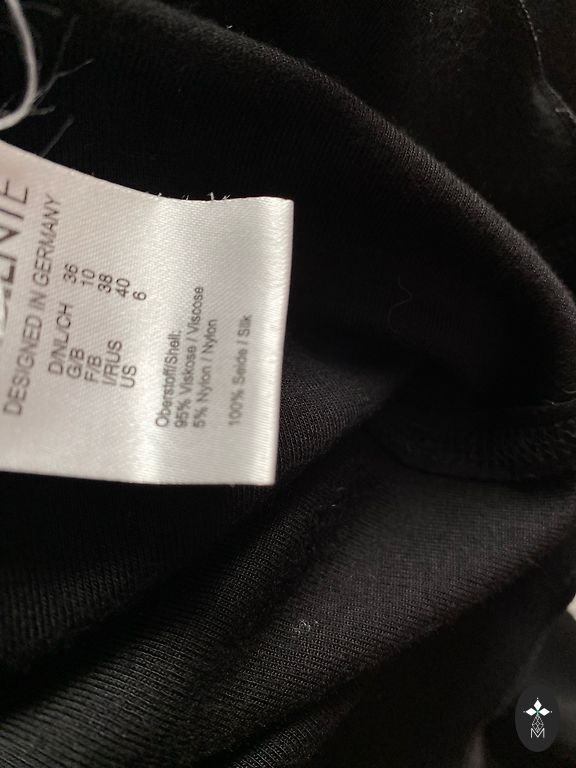 DESIGNED IN GERMANY
D/NL/CH 36
G/B 10
F/B 38
I/RUS 40
US 6
Oberstoff/Shell:
95% Viskose / Viscose
5% Nylon / Nylon
100% Seide / Silk